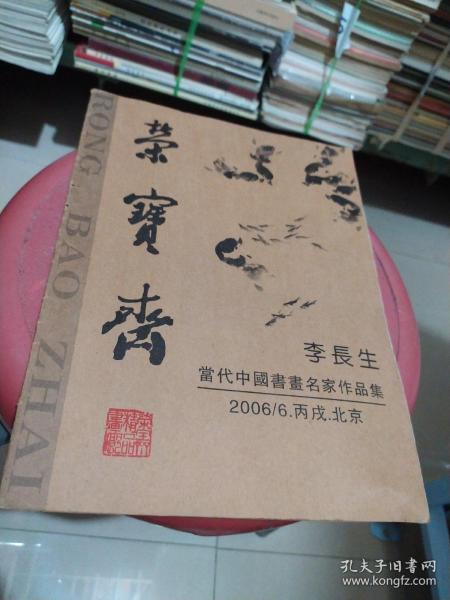 RONG BAO ZHAI
榮
寶
齋
李長生
當代中國書畫名家作品集
2006/6.丙戌.北京
孔夫子旧书网
www.kongfz.com